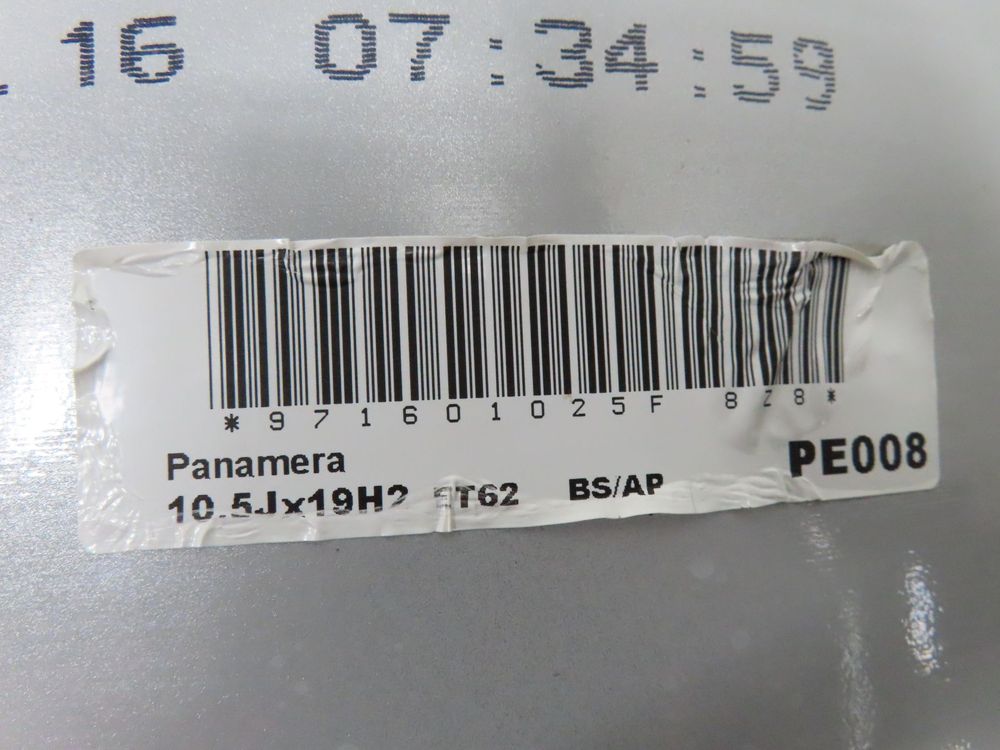 16 07:34:59
*971601025F 8Z8*
Panamera
PE008
10.5Jx19H2 ET62 BS/AP